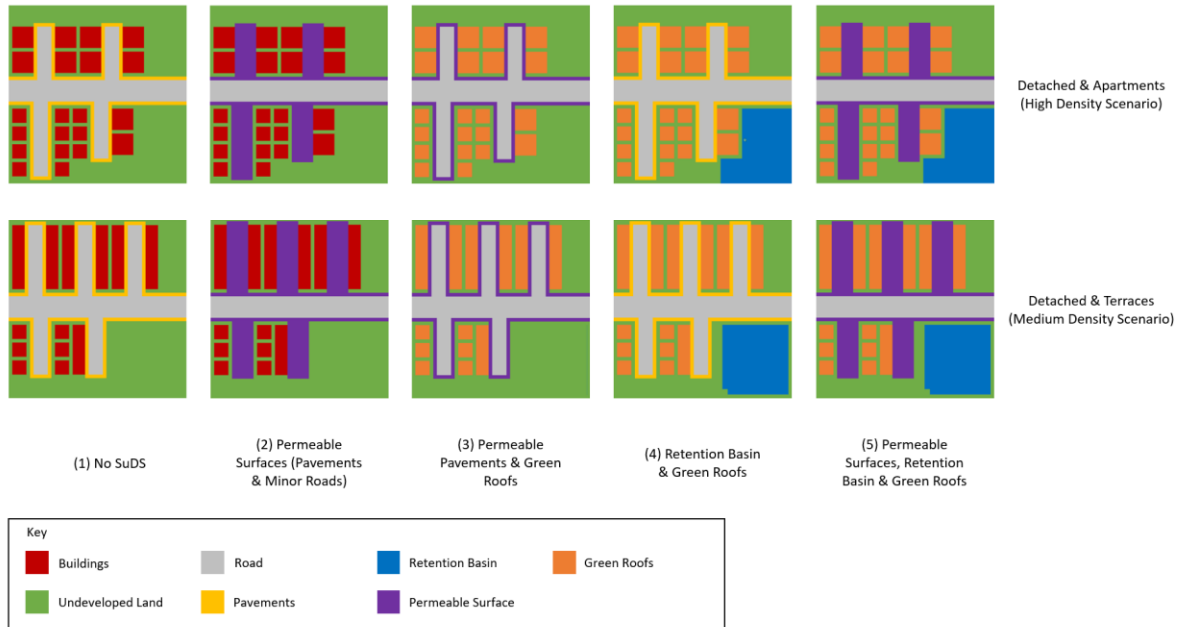 Detached & Apartments
(High Density Scenario)
Detached & Terraces
(Medium Density Scenario)
(1) No SuDS
(2) Permeable
Surfaces (Pavements
& Minor Roads)
(3) Permeable
Pavements & Green
Roofs
(4) Retention Basin
& Green Roofs
(5) Permeable
Surfaces, Retention
Basin & Green Roofs
Key
Buildings
Road
Retention Basin
Green Roofs
Undeveloped Land
Pavements
Permeable Surface